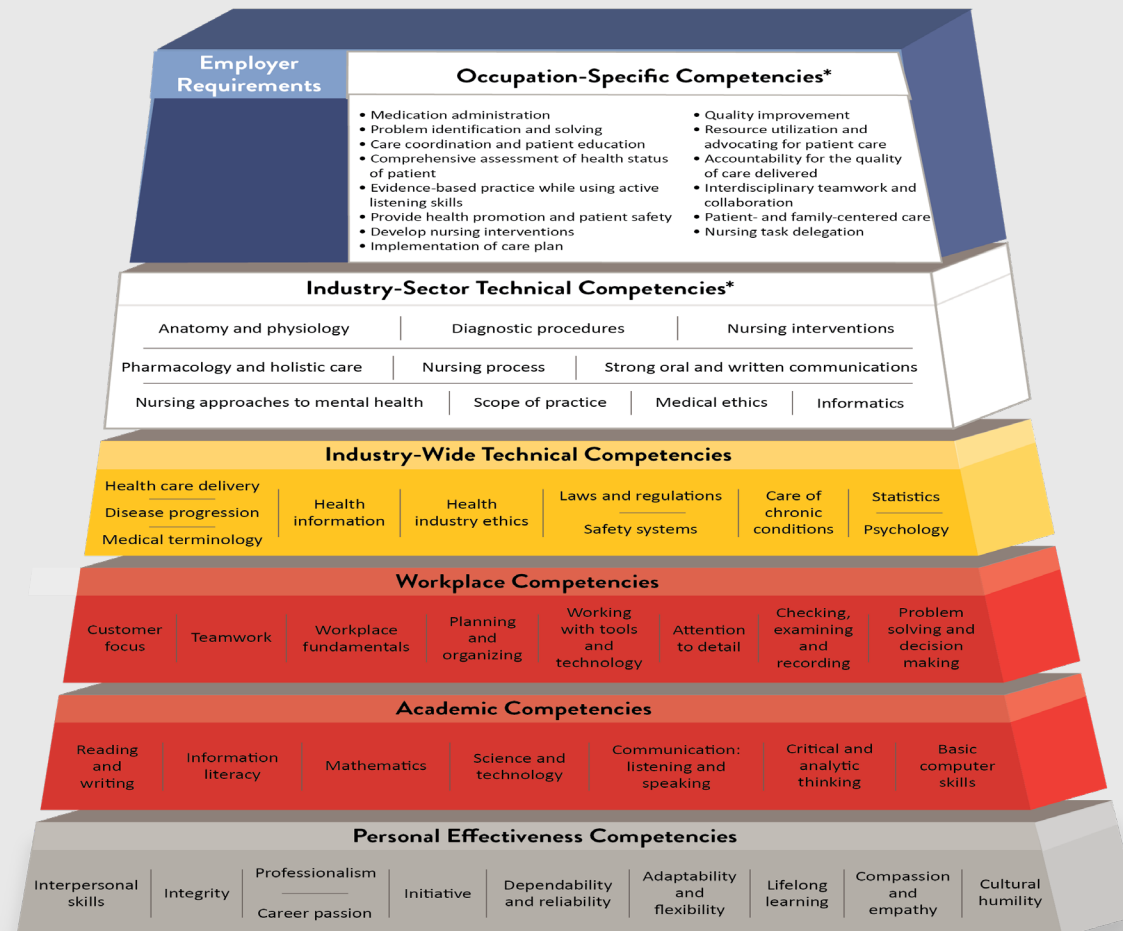 Employer
Requirements
Occupation-Specific Competencies*
• Medication administration
• Problem identification and solving
• Care coordination and patient education
• Comprehensive assessment of health status
of patient
• Evidence-based practice while using active
listening skills
• Provide health promotion and patient safety
• Develop nursing interventions
• Implementation of care plan
• Quality improvement
• Resource utilization and
advocating for patient care
• Accountability for the quality
of care delivered
• Interdisciplinary teamwork and
collaboration
• Patient- and family-centered care
• Nursing task delegation
Industry-Sector Technical Competencies*
Anatomy and physiology
Diagnostic procedures
Nursing interventions
Pharmacology and holistic care
Nursing process
Strong oral and written communications
Nursing approaches to mental health
Scope of practice
Medical ethics
Informatics
Industry-Wide Technical Competencies
Health care delivery
Disease progression
Medical terminology
Health
information
Health
industry ethics
Laws and regulations
Safety systems
Care of
chronic
conditions
Statistics
Psychology
Workplace Competencies
Customer
focus
Teamwork
Workplace
fundamentals
Planning
and
organizing
Working
with tools
and
technology
Attention
to detail
Checking,
examining
and
recording
Problem
solving and
decision
making
Academic Competencies
Reading
and
writing
Information
literacy
Mathematics
Science and
technology
Communication:
listening and
speaking
Critical and
analytic
thinking
Basic
computer
skills
Personal Effectiveness Competencies
Interpersonal
skills
Integrity
Professionalism
Career passion
Initiative
Dependability
and reliability
Adaptability
and
flexibility
Lifelong
learning
Compassion
and
empathy
Cultural
humility